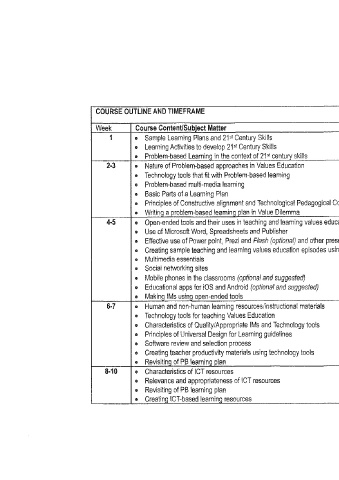 COURSE OUTLINE AND TIMEFRAME
Week Course Content/Subject Matter
1 • Sample Learning Plans and 21st Century Skills
• Learning Activities to develop 21st Century Skills
• Problem-based Learning in the context of 21st century skills
2-3 • Nature of Problem-based approaches in Values Education
• Technology tools that fit with Problem-based learning
• Problem-based multi-media learning
• Basic Parts of a Learning Plan
• Principles of Constructive alignment and Technological Pedagogical Co
• Writing a problem-based learning plan in Value Dilemma
4-5 • Open-ended tools and their uses in teaching and learning values educa
• Use of Microsoft Word, Spreadsheets and Publisher
• Effective use of Power point, Prezi and Flash (optional) and other pres
• Creating sample teaching and learning values education episodes usin
• Multimedia essentials
• Social networking sites
• Mobile phones in the classrooms (optional and suggested)
• Educational apps for iOS and Android (optional and suggested)
• Making IMs using open-ended tools
6-7 • Human and non-human learning resources/instructional materials
• Technology tools for teaching Values Education
• Characteristics of Quality/Appropriate IMs and Technology tools
• Principles of Universal Design for Learning guidelines
• Software review and selection process
• Creating teacher productivity materials using technology tools
• Revisiting of PB learning plan
8-10 • Characteristics of ICT resources
• Relevance and appropriateness of ICT resources
• Revisiting of PB learning plan
• Creating ICT-based learning resources